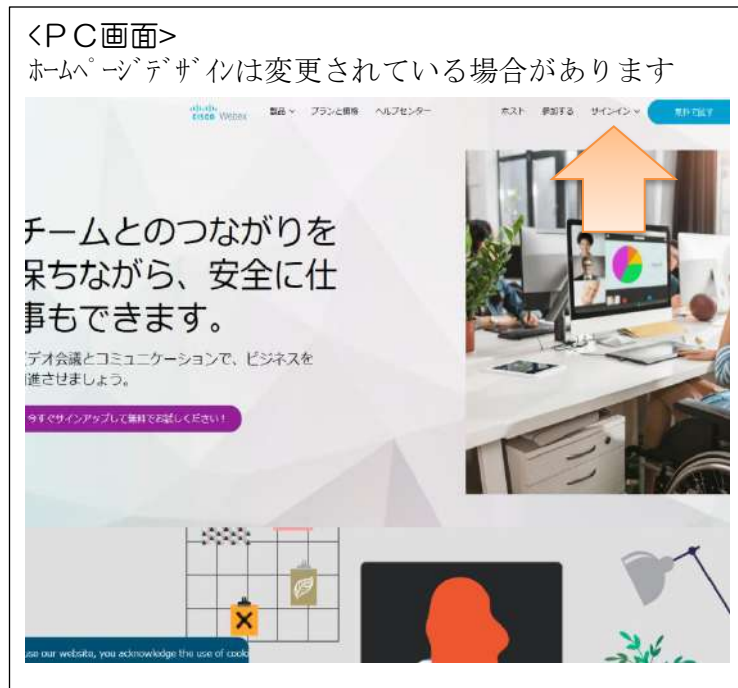 <ＰＣ画面>
ﾎｰﾑﾍﾟｰｼﾞﾃﾞｻﾞｲﾝは変更されている場合があります
CISCO Webex 製品 プランと価格 ヘルプセンター ホスト 参加する サインイン 無料で試す
チームとのつながりを
保ちながら、安全に仕
事もできます。
デオ会議とコミュニケーションで、ビジネスを
進させましょう。
今すぐサインアップして無料でお試しください！
use our website, you acknowledge the use of cook